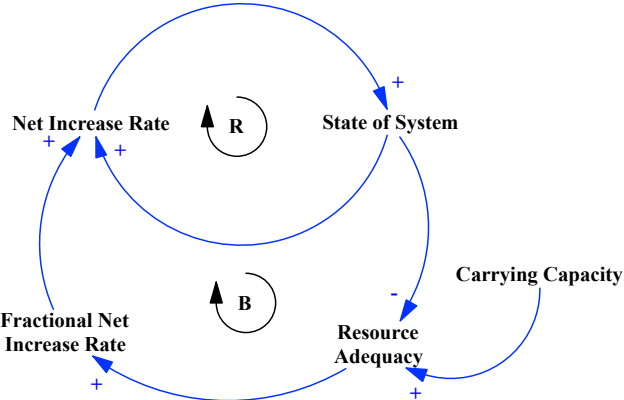 +
Net Increase Rate
R
State of System
+
+
Carrying Capacity
-
B
Fractional Net
Increase Rate
Resource
Adequacy
+
+